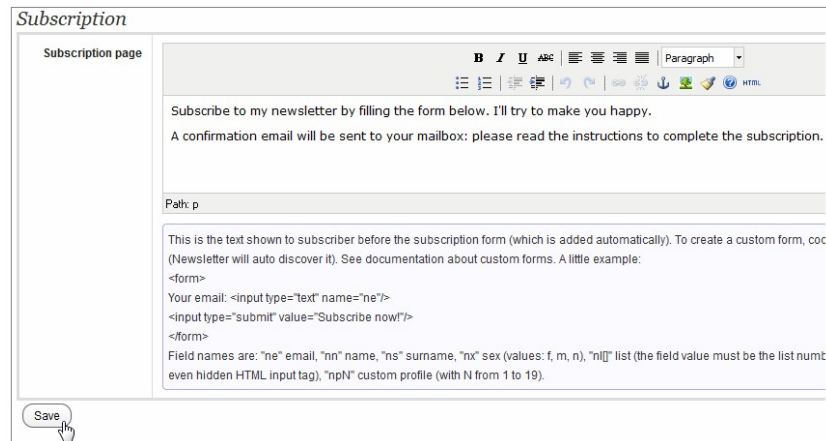 Subscription
Subscription page
B I U ABC Paragraph
HTML
Subscribe to my newsletter by filling the form below. I'll try to make you happy.
A confirmation email will be sent to your mailbox: please read the instructions to complete the subscription.
Path: p
This is the text shown to subscriber before the subscription form (which is added automatically). To create a custom form,
(Newsletter will auto discover it). See documentation about custom forms. A little example:
<form>
Your email: <input type="text" name="ne"/>
<input type="submit" value="Subscribe now!"/>
</form>
Field names are: "ne" email, "nn" name, "ns" surname, "nx" sex (values: f, m, n), "nl[]" list (the field value must be the list
even hidden HTML input tag), "npN" custom profile (with N from 1 to 19).
Save